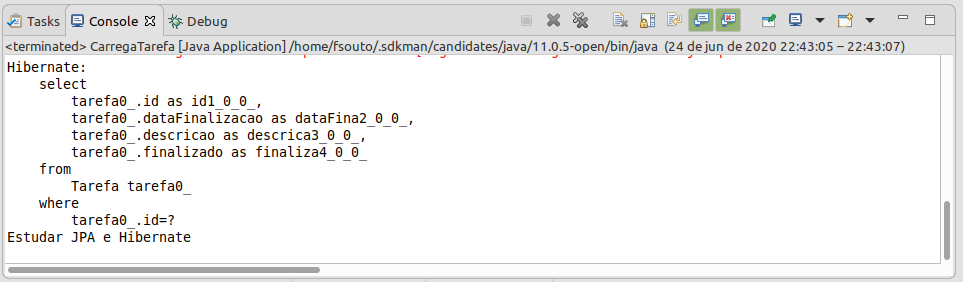 Tasks Console Debug
<terminated> CarregaTarefa [Java Application] /home/fsouto/.sdkman/candidates/java/11.0.5-open/bin/java (24 de jun de 2020 22:43:05 – 22:43:07)
Hibernate:
    select
        tarefa0_.id as id1_0_0_,
        tarefa0_.dataFinalizacao as dataFina2_0_0_,
        tarefa0_.descricao as descrica3_0_0_,
        tarefa0_.finalizado as finaliza4_0_0_
    from
        Tarefa tarefa0_
    where
        tarefa0_.id=?
Estudar JPA e Hibernate